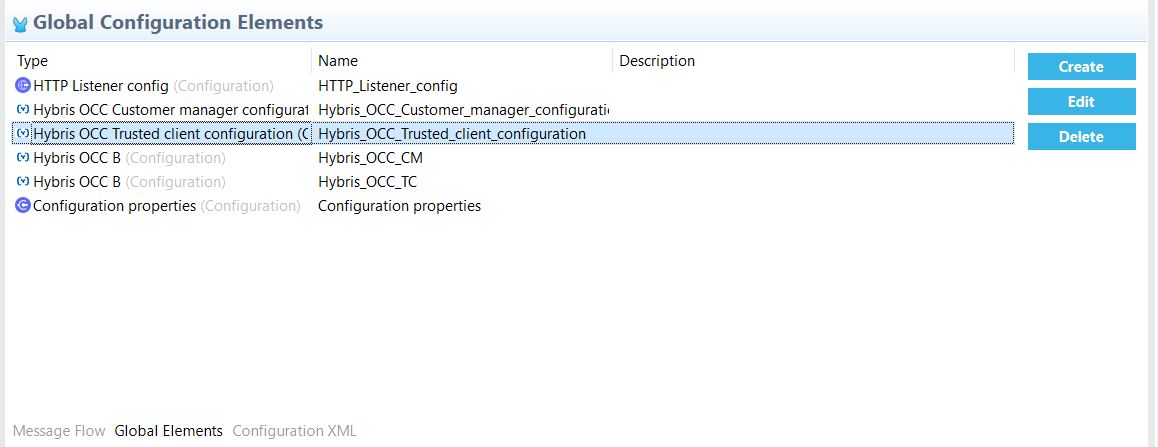 Global Configuration Elements
Type Name Description
HTTP Listener config (Configuration) HTTP_Listener_config
Hybris OCC Customer manager configurat Hybris_OCC_Customer_manager_configuratio
Hybris OCC Trusted client configuration (C Hybris_OCC_Trusted_client_configuration
Hybris OCC B (Configuration) Hybris_OCC_CM
Hybris OCC B (Configuration) Hybris_OCC_TC
Configuration properties (Configuration) Configuration properties
Create
Edit
Delete
Message Flow Global Elements Configuration XML